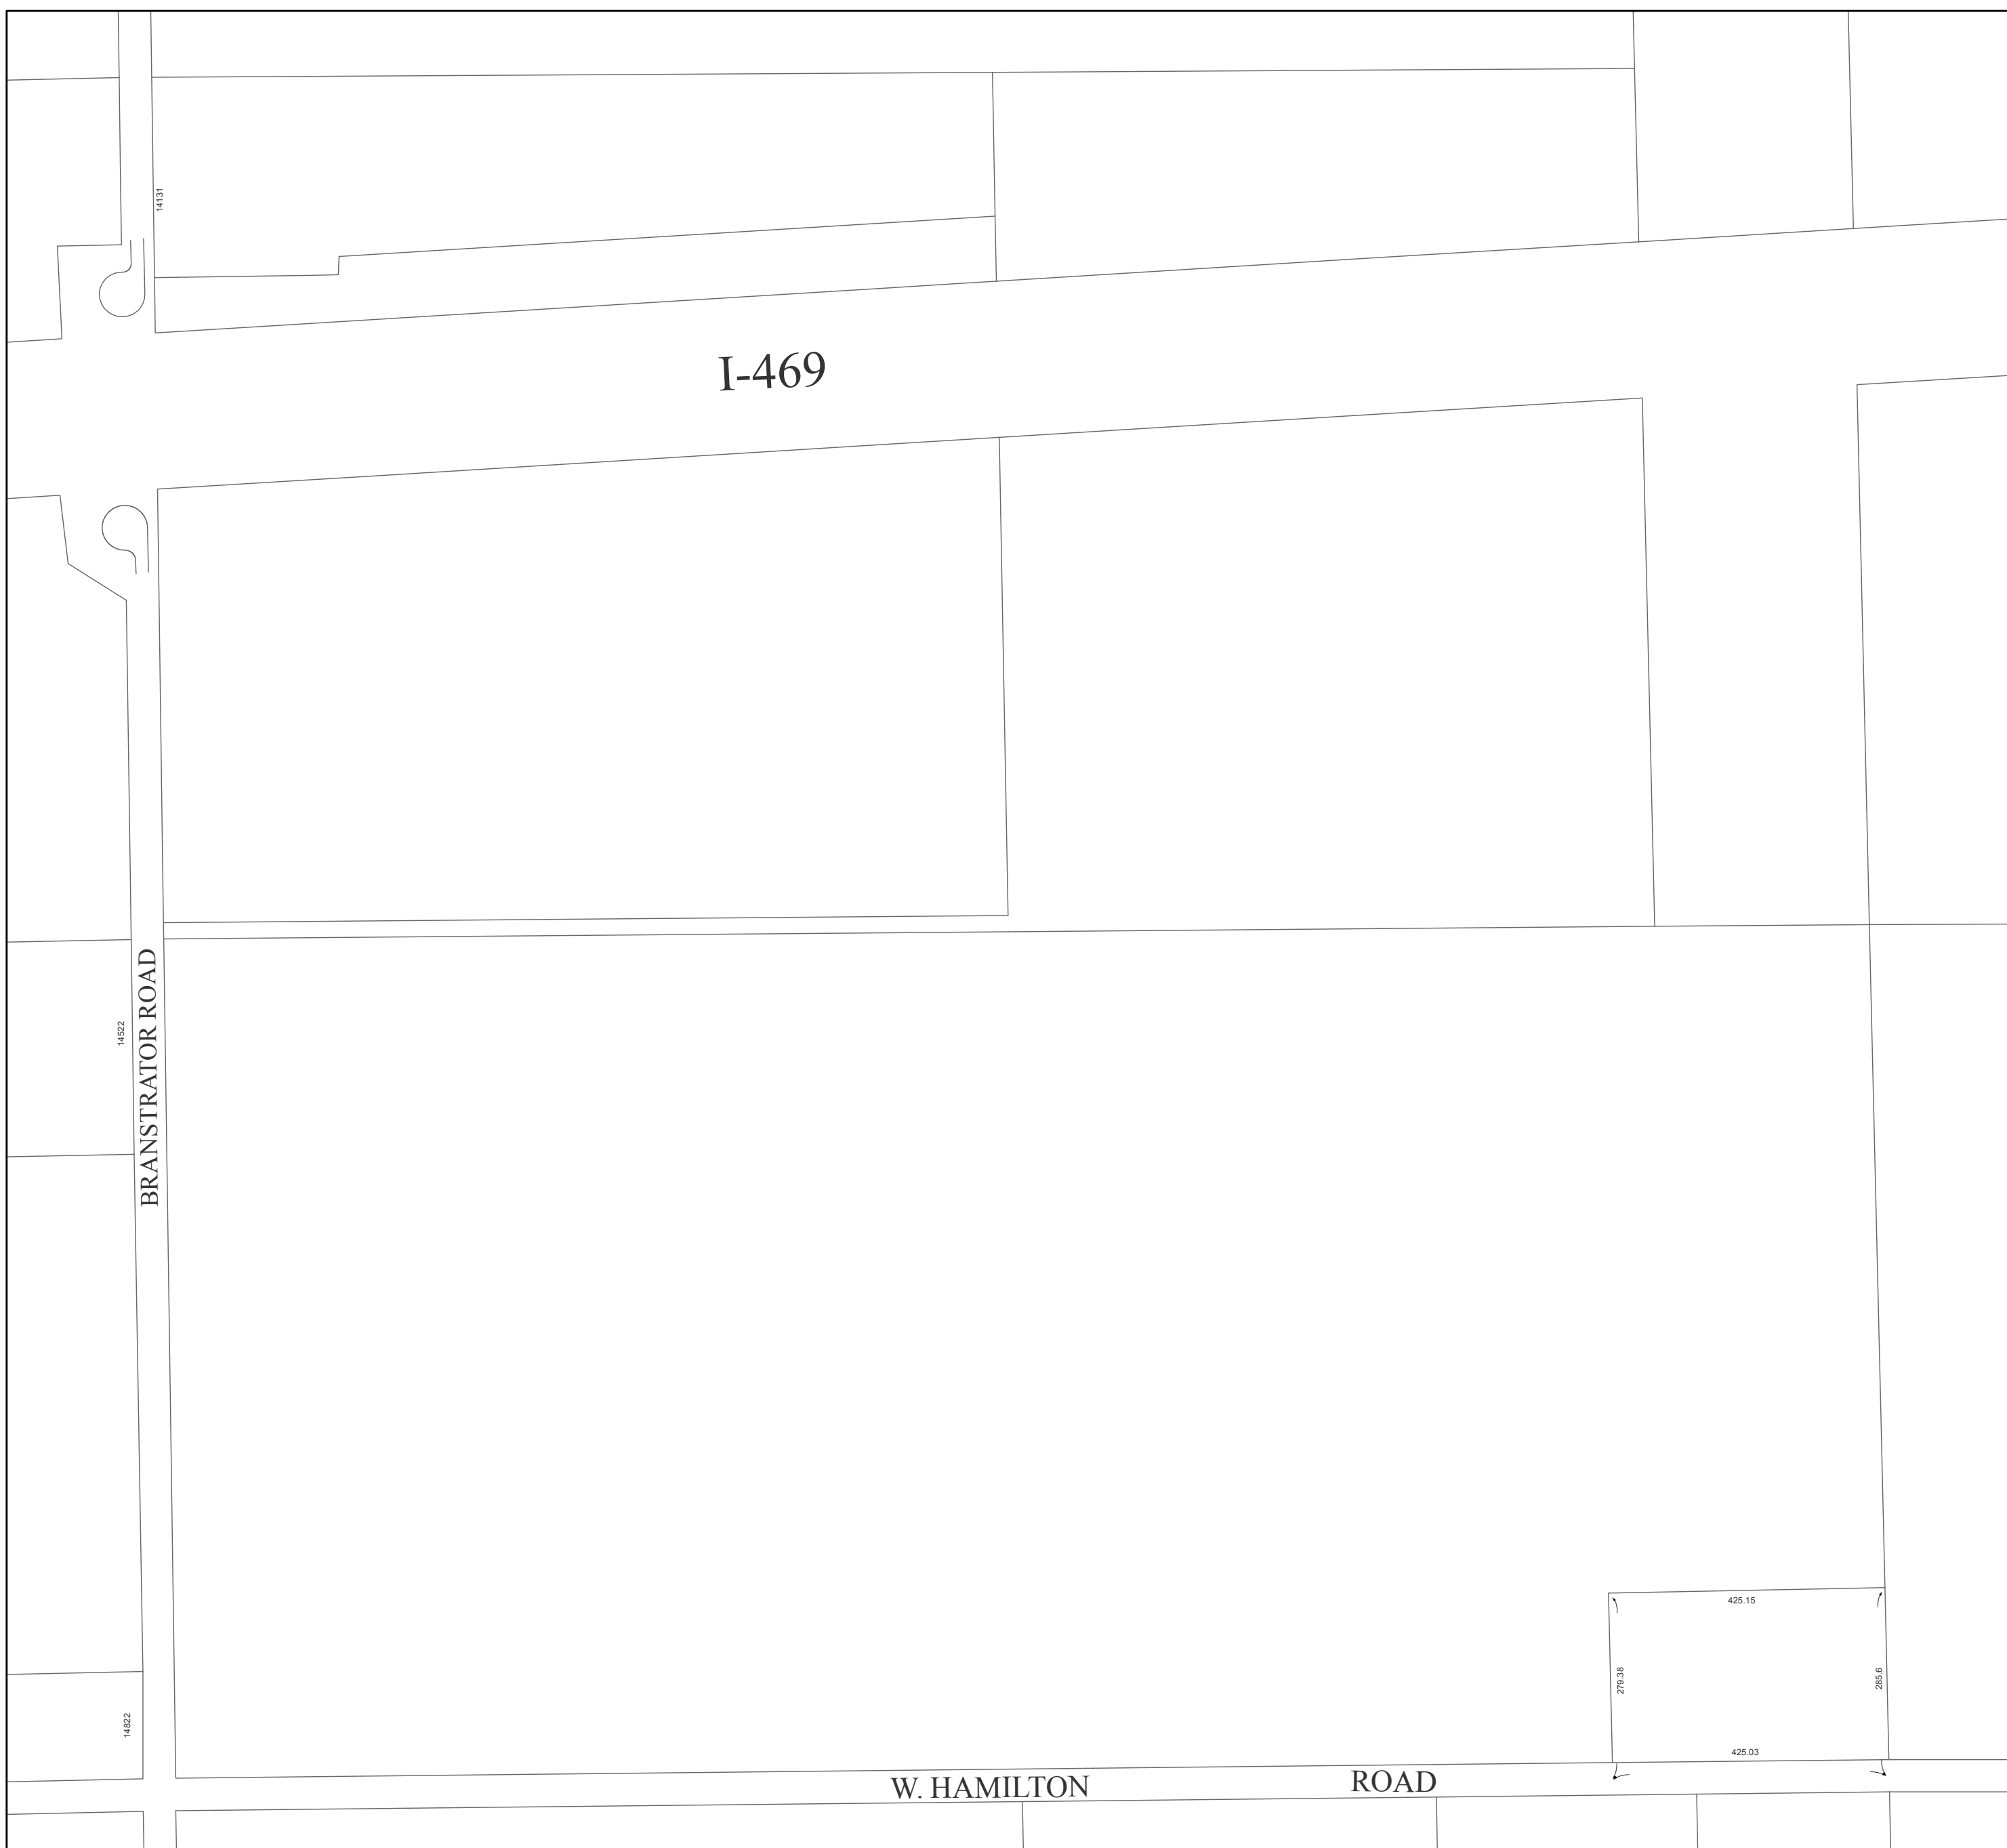 14131
I-469
BRANSTRATOR ROAD
14522
425.15
279.38
285.6
14822
425.03
W. HAMILTON ROAD